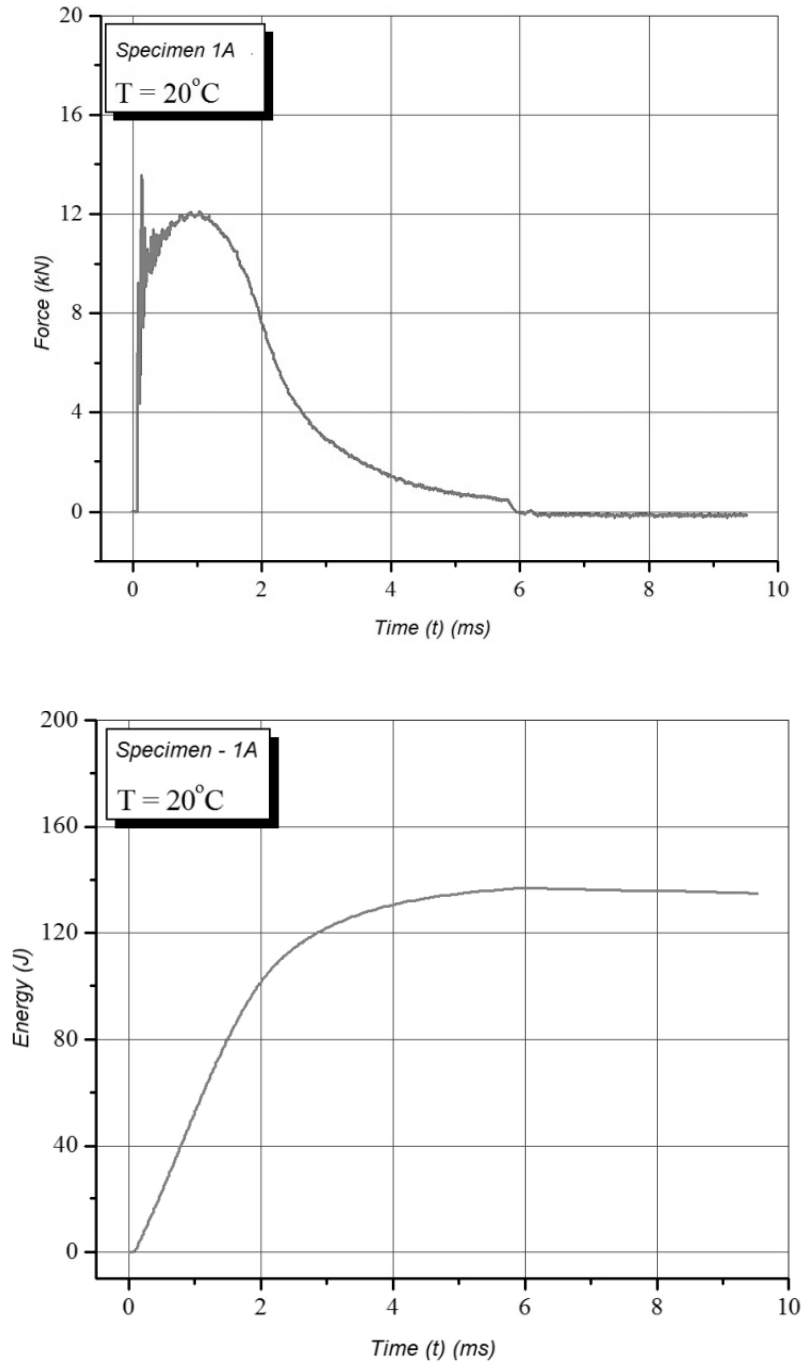 20
Specimen 1A
T = 20°C
16
12
8
Force (kN)
4
0
0 2 4 6 8 10
Time (t) (ms)
200
Specimen - 1A
T = 20°C
160
120
Energy (J)
80
40
0
0 2 4 6 8 10
Time (t) (ms)